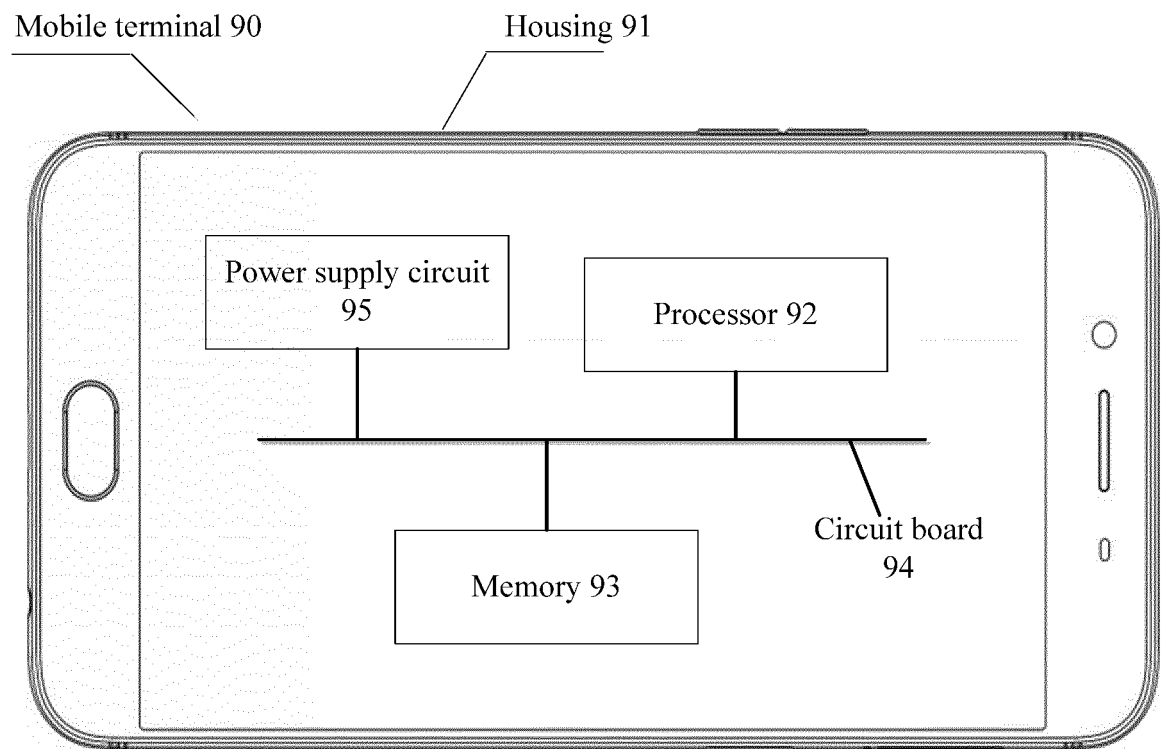 Mobile terminal 90
Housing 91
Power supply circuit
95
Processor 92
Circuit board
94
Memory 93